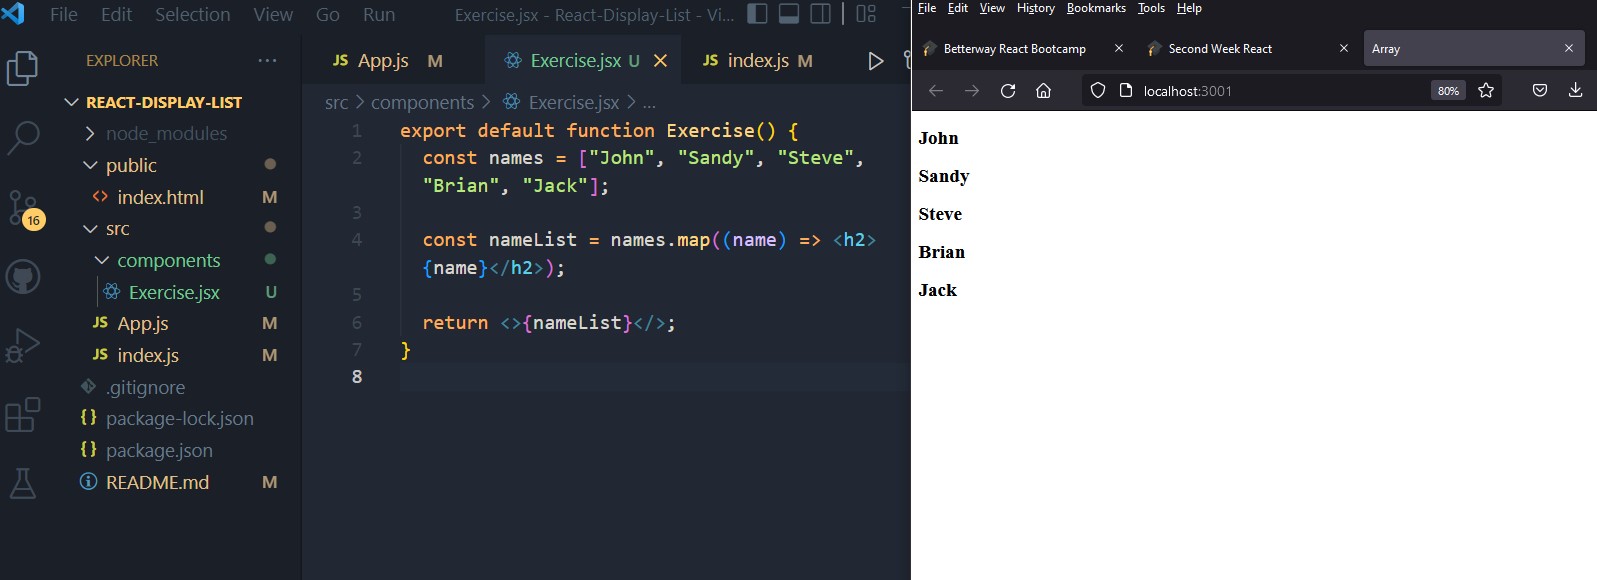 File Edit Selection View Go Run Exercise.jsx - React-Display-List - Vi...
EXPLORER
REACT-DISPLAY-LIST
node_modules
public
index.html M
src
components
Exercise.jsx U
JS App.js M
JS index.js M
.gitignore
{} package-lock.json
{} package.json
README.md M
16
JS App.js M Exercise.jsx U JS index.js M
src > components > Exercise.jsx > ...
1 export default function Exercise() {
2 const names = ["John", "Sandy", "Steve",
"Brian", "Jack"];
3
4 const nameList = names.map((name) => <h2>
{name}</h2>);
5
6 return <>{nameList}</>;
7 }
8
File Edit View History Bookmarks Tools Help
Betterway React Bootcamp Second Week React Array
localhost:3001 80%
John
Sandy
Steve
Brian
Jack